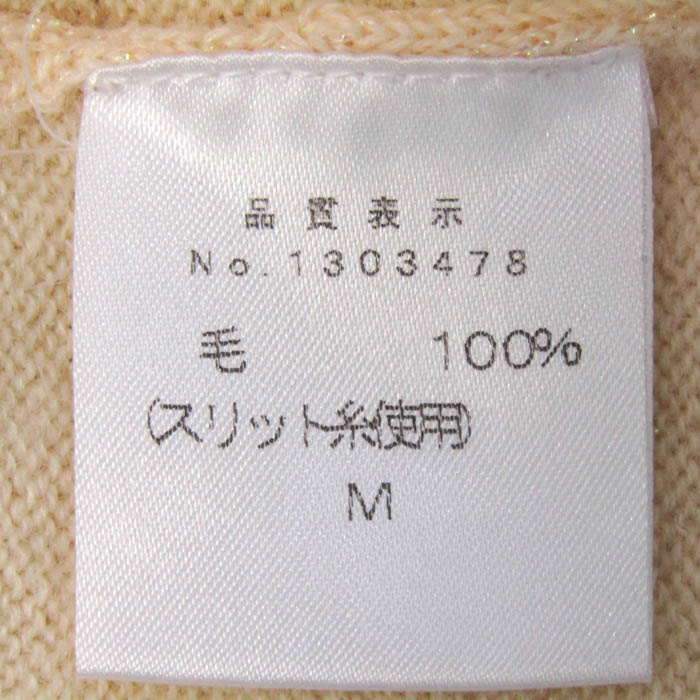 品質表示
No.1303478
毛 100%
(スリット糸使用)
M